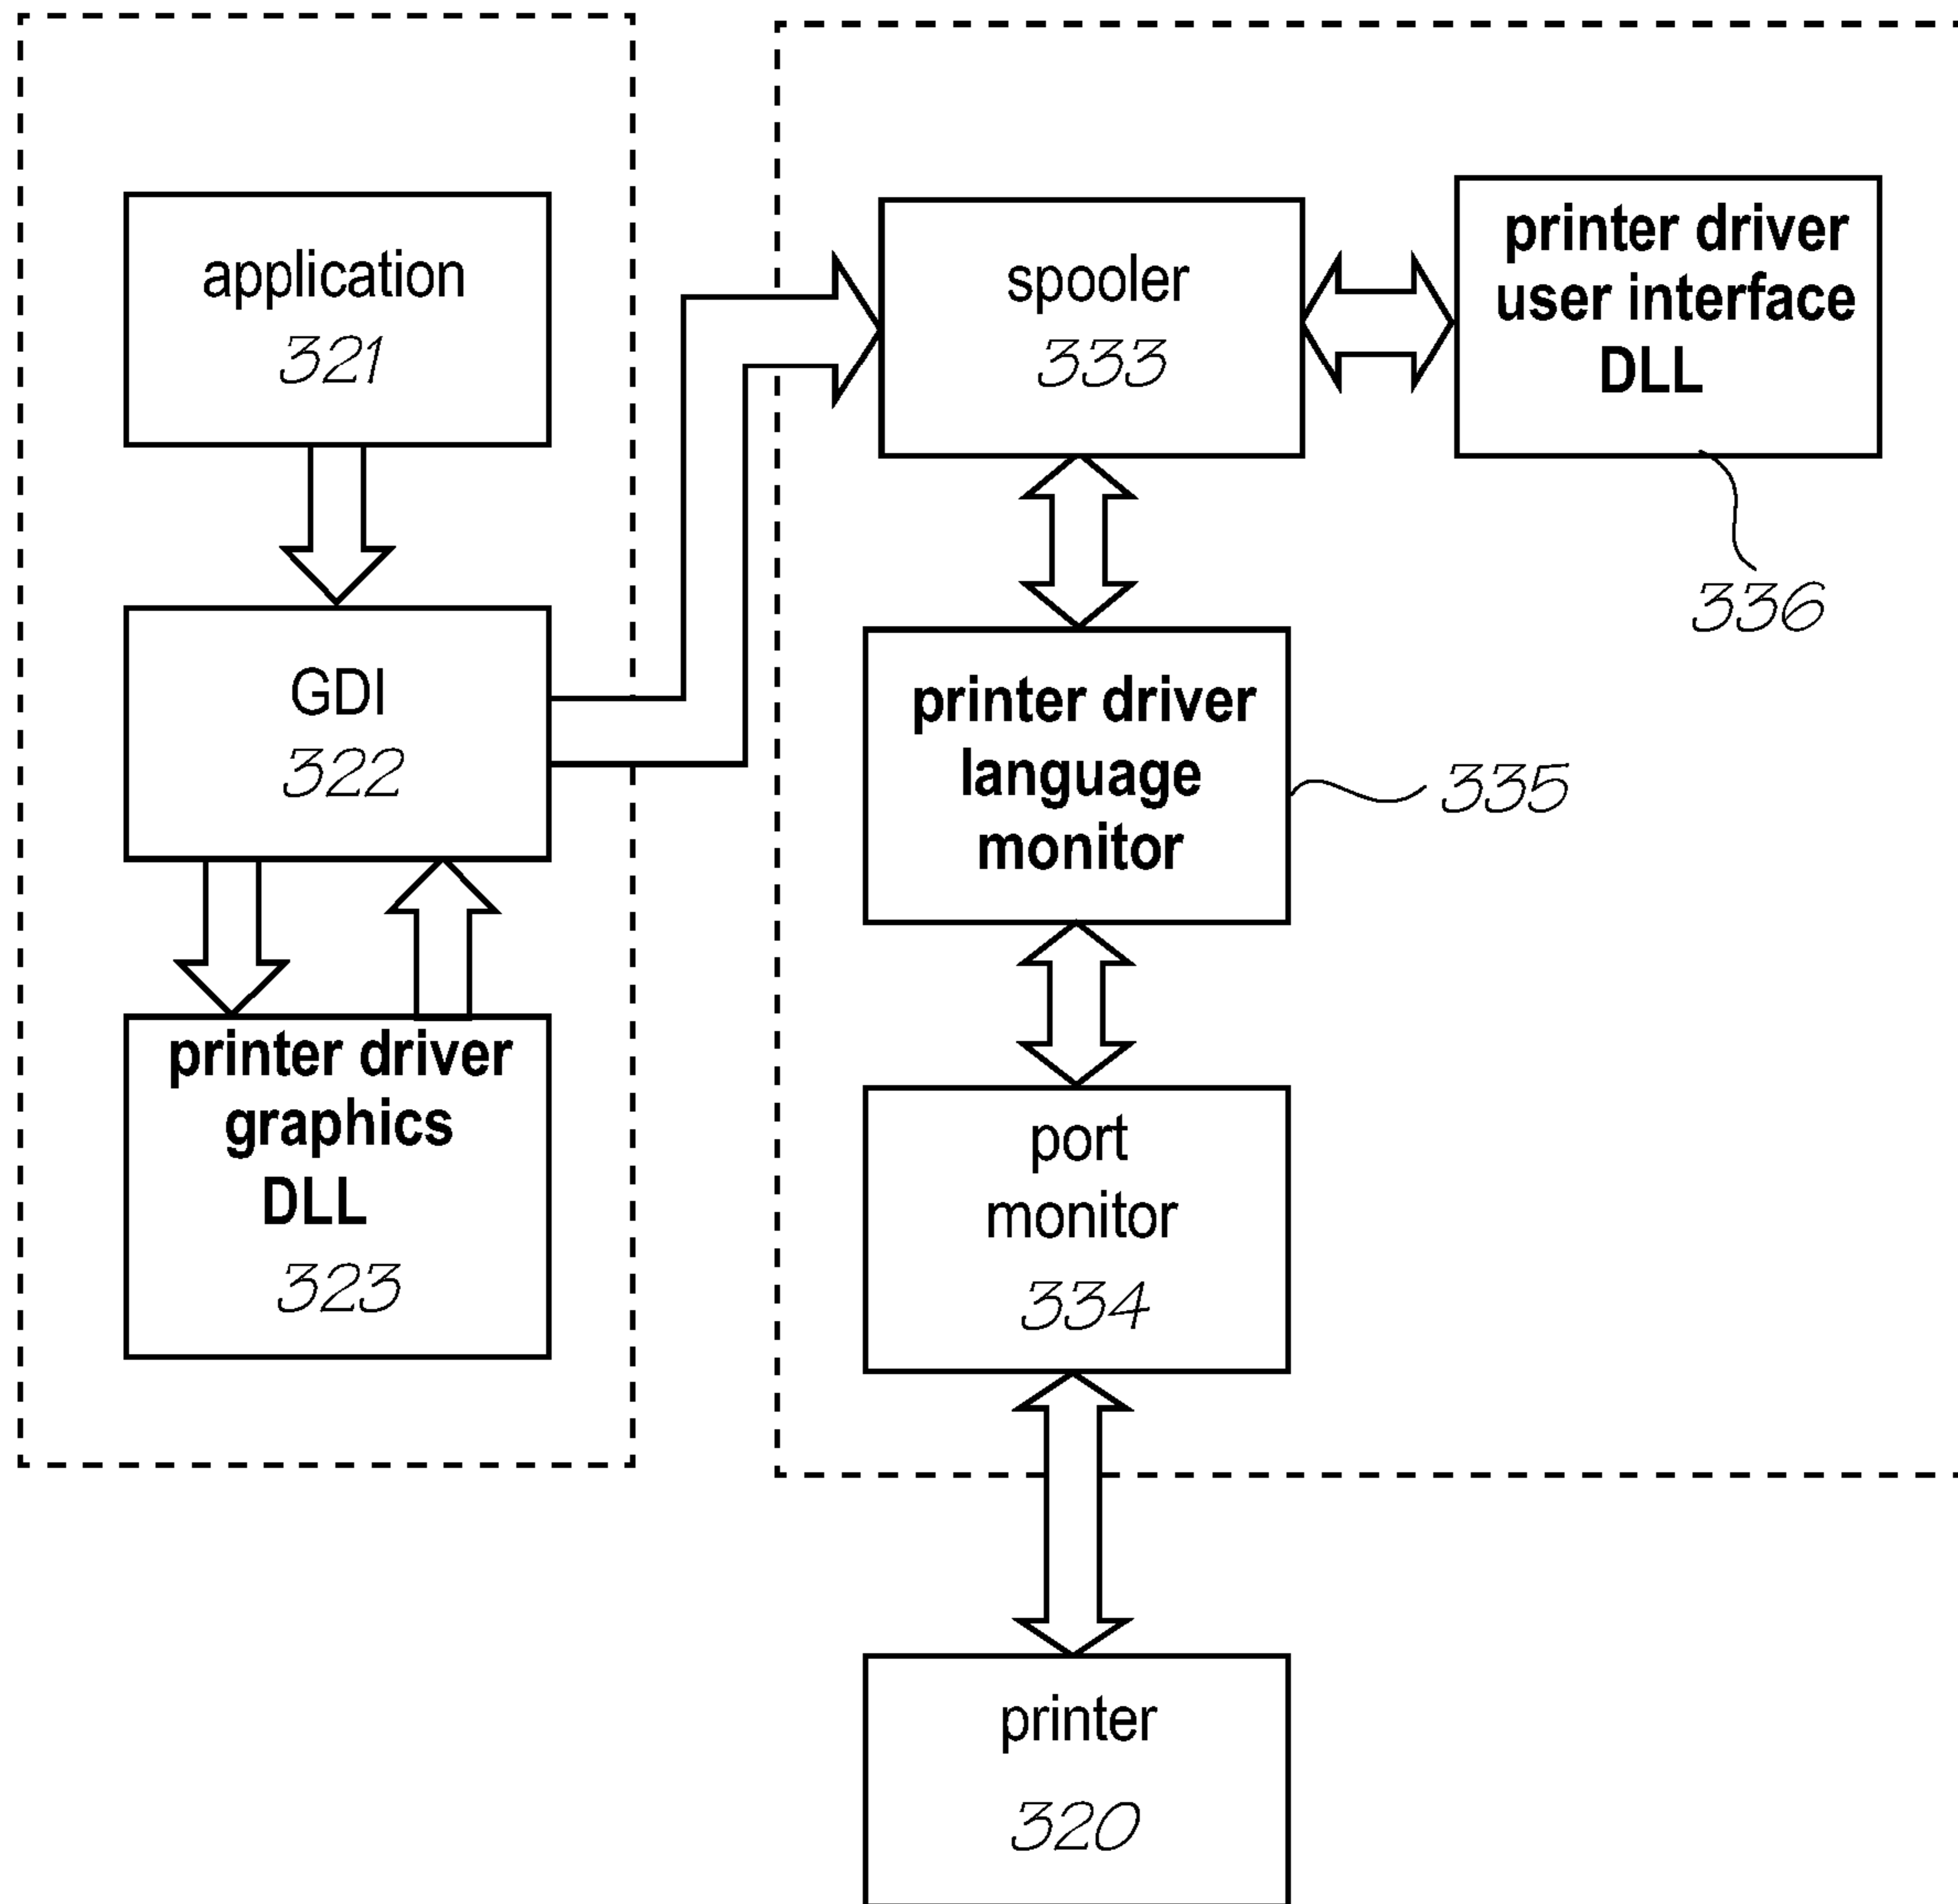 application
321
GDI
322
printer driver
graphics
DLL
323
spooler
333
printer driver
user interface
DLL
336
printer driver
language
monitor
335
port
monitor
334
printer
320